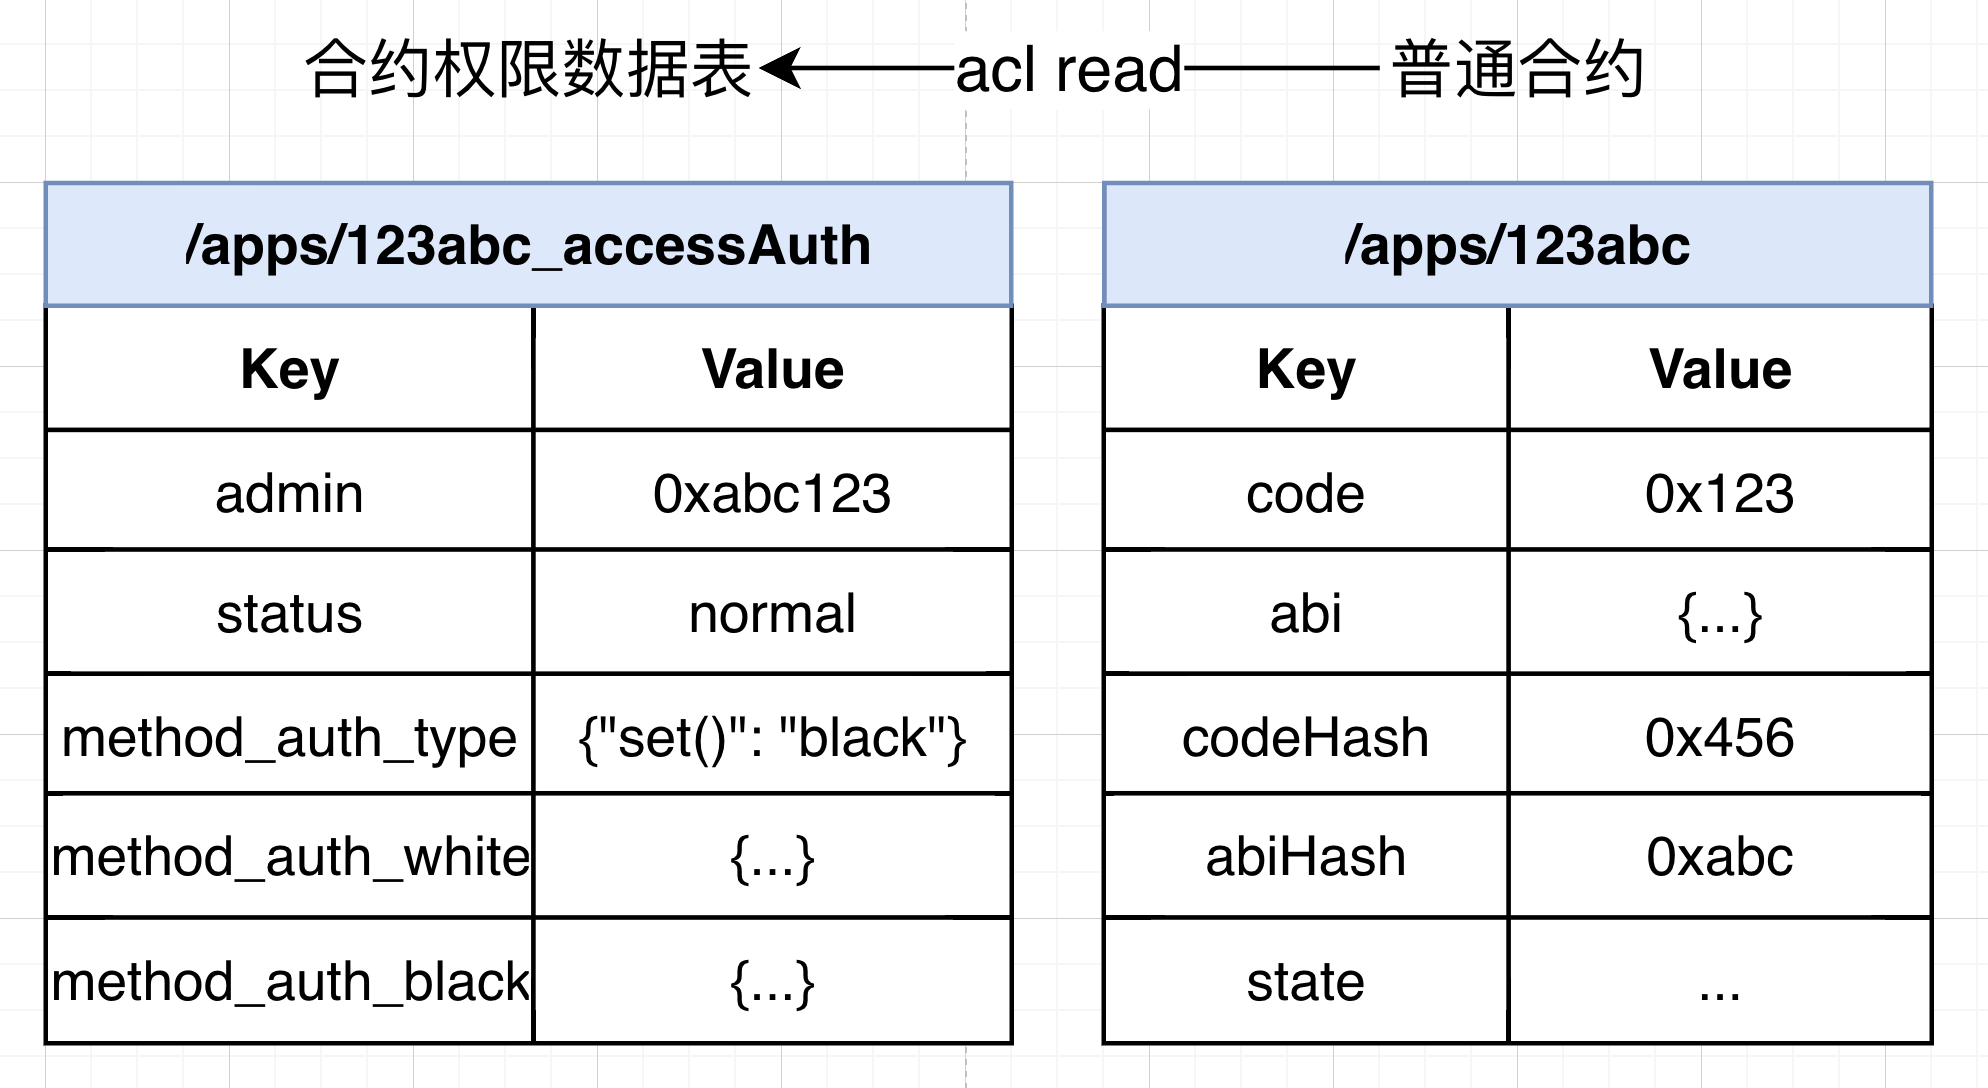 合约权限数据表 acl read 普通合约
/apps/123abc_accessAuth
Key Value
admin 0xabc123
status normal
method_auth_type {"set()": "black"}
method_auth_white {...}
method_auth_black {...}
/apps/123abc
Key Value
code 0x123
abi {...}
codeHash 0x456
abiHash 0xabc
state ...